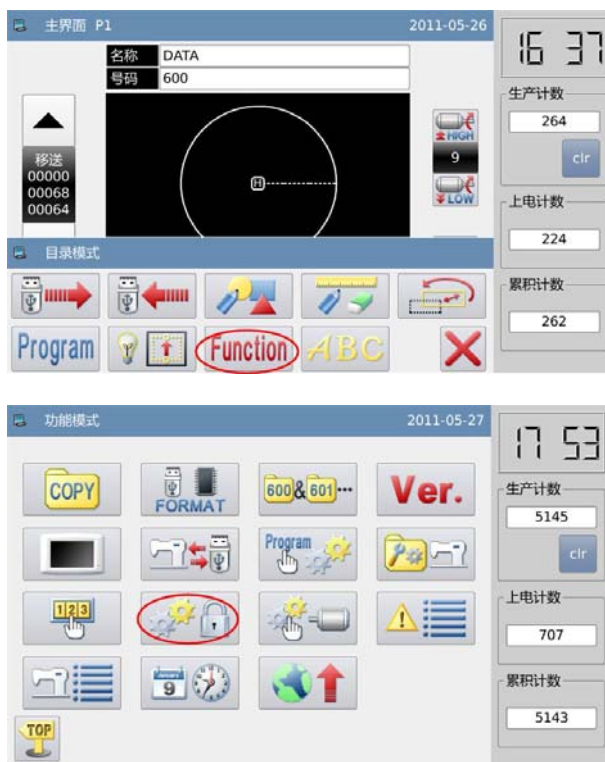 主界面 P1 2011-05-26
16 37
名称 DATA
号码 600
生产计数
264
clr
移送
00000
00068
00064
H
HIGH
9
LOW
上电计数
224
目录模式
累积计数
262
Program Function ABC
功能模式 2011-05-27
17 53
COPY FORMAT 600&601... Ver.
生产计数
5145
clr
Program
123
上电计数
707
January
9
累积计数
5143
TOP